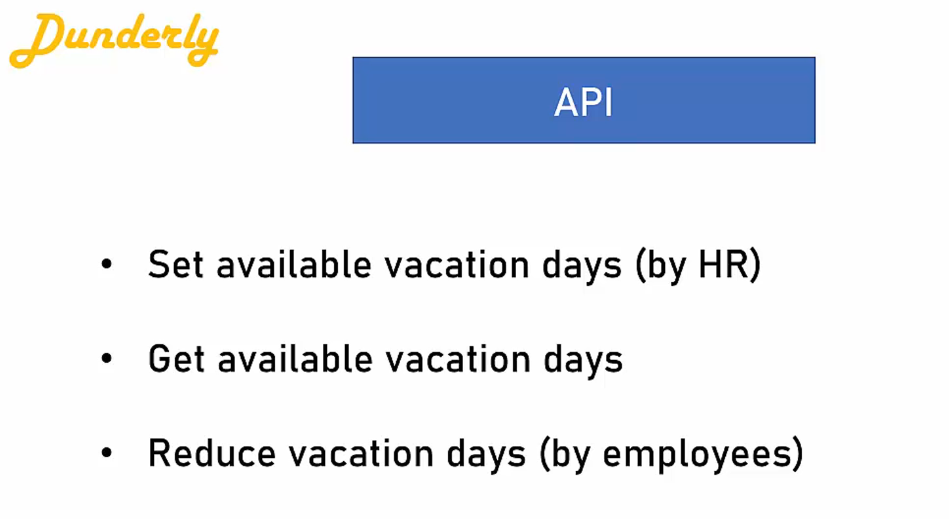 Dunderly
API
• Set available vacation days (by HR)
• Get available vacation days
• Reduce vacation days (by employees)